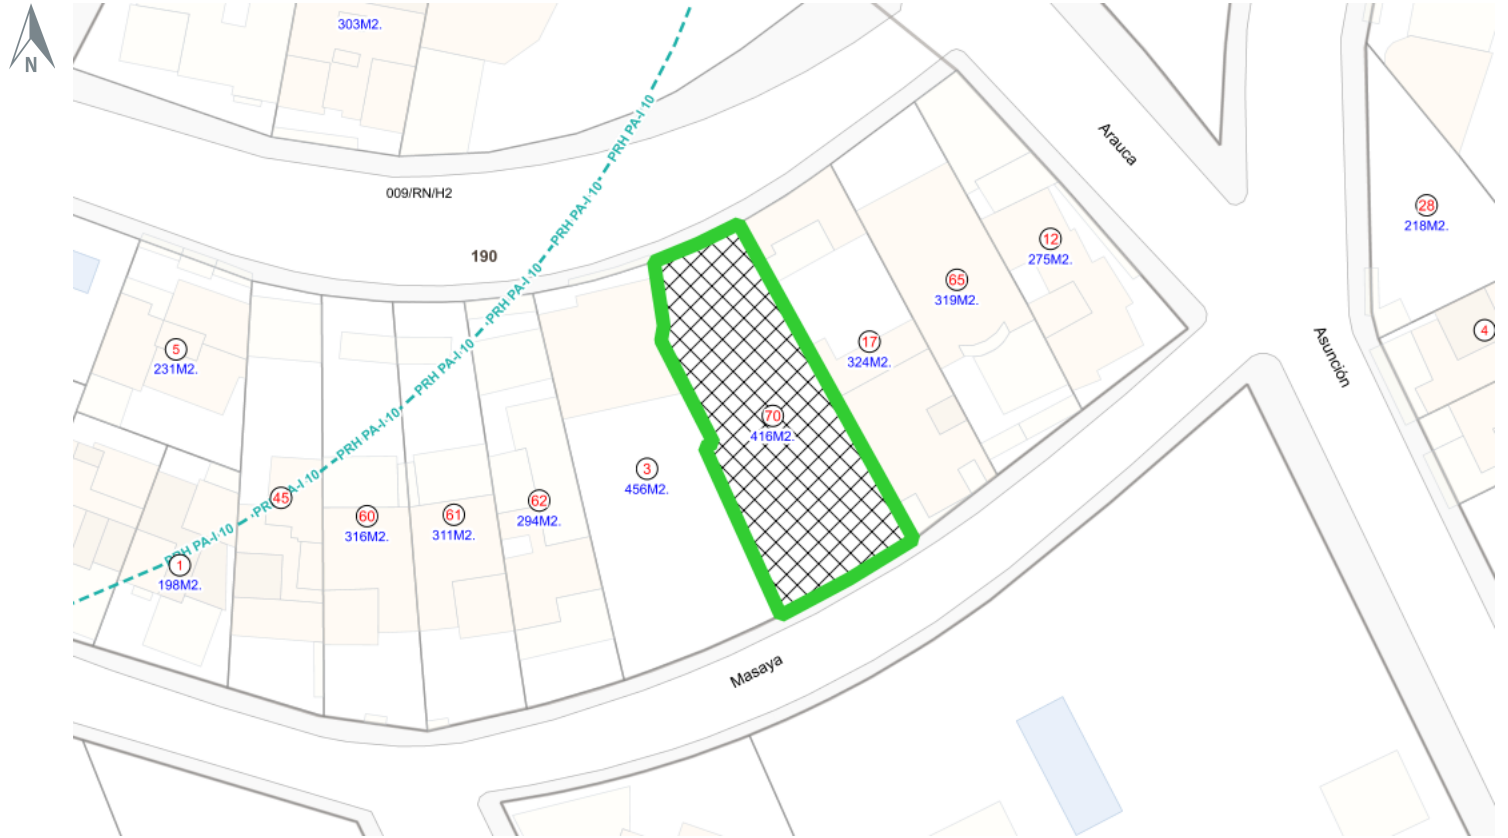 303M2.
N
PRH PA-I 10
Arauca
PRH PA-I 10
009/RN/H2
28
218M2.
PRH PA-I 10
12
275M2.
190
65
319M2.
PRH PA-I 10
4
17
324M2.
5
231M2.
Asunción
PRH PA-I 10
70
416M2.
PRH PA-I 10
3
456M2.
45
PRH PA-I 10
62
294M2.
60
316M2.
61
311M2.
PRH PA-I 10
1
198M2.
Masaya